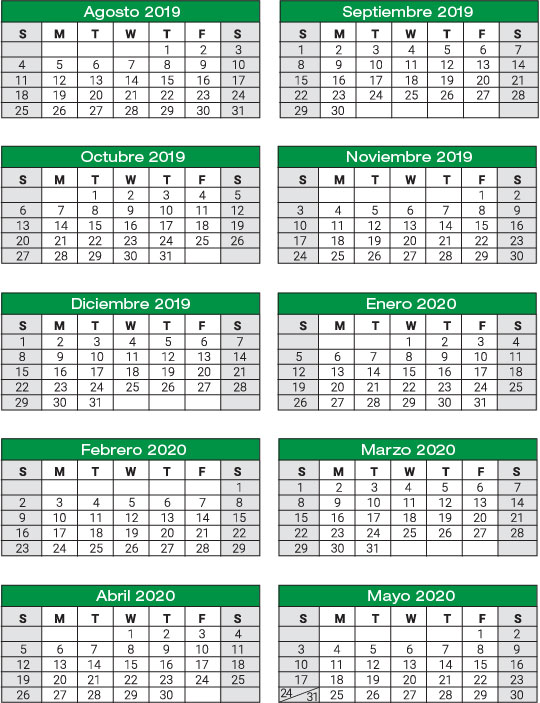 Agosto 2019
S M T W T F S
1 2 3
4 5 6 7 8 9 10
11 12 13 14 15 16 17
18 19 20 21 22 23 24
25 26 27 28 29 30 31
Septiembre 2019
S M T W T F S
1 2 3 4 5 6 7
8 9 10 11 12 13 14
15 16 17 18 19 20 21
22 23 24 25 26 27 28
29 30
Octubre 2019
S M T W T F S
1 2 3 4 5
6 7 8 9 10 11 12
13 14 15 16 17 18 19
20 21 22 23 24 25 26
27 28 29 30 31
Noviembre 2019
S M T W T F S
1 2
3 4 5 6 7 8 9
10 11 12 13 14 15 16
17 18 19 20 21 22 23
24 25 26 27 28 29 30
Diciembre 2019
S M T W T F S
1 2 3 4 5 6 7
8 9 10 11 12 13 14
15 16 17 18 19 20 21
22 23 24 25 26 27 28
29 30 31
Enero 2020
S M T W T F S
1 2 3 4
5 6 7 8 9 10 11
12 13 14 15 16 17 18
19 20 21 22 23 24 25
26 27 28 29 30 31
Febrero 2020
S M T W T F S
1
2 3 4 5 6 7 8
9 10 11 12 13 14 15
16 17 18 19 20 21 22
23 24 25 26 27 28 29
Marzo 2020
S M T W T F S
1 2 3 4 5 6 7
8 9 10 11 12 13 14
15 16 17 18 19 20 21
22 23 24 25 26 27 28
29 30 31
Abril 2020
S M T W T F S
1 2 3 4
5 6 7 8 9 10 11
12 13 14 15 16 17 18
19 20 21 22 23 24 25
26 27 28 29 30
Mayo 2020
S M T W T F S
1 2
3 4 5 6 7 8 9
10 11 12 13 14 15 16
17 18 19 20 21 22 23
24/31 25 26 27 28 29 30